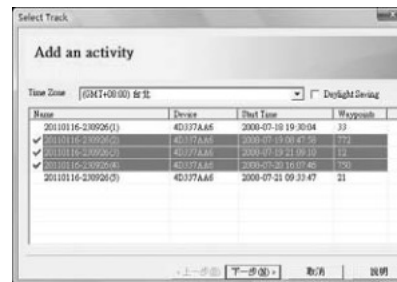 Select Track
Add an activity
Time Zone (GMT+08:00) 台北 Daylight Saving
Name Device Start Time Waypoints
20110116-230926(1) 4D337AA6 2008-07-18 19:30:04 33
20110116-230926(2) 4D337AA6 2008-07-19 08:47:58 772
20110116-230926(3) 4D337AA6 2008-07-19 21:09:10 12
20110116-230926(4) 4D337AA6 2008-07-20 16:07:46 750
20110116-230926(5) 4D337AA6 2008-07-21 09:33:47 21
<上一步(B) 下一步(N)> 取消 說明